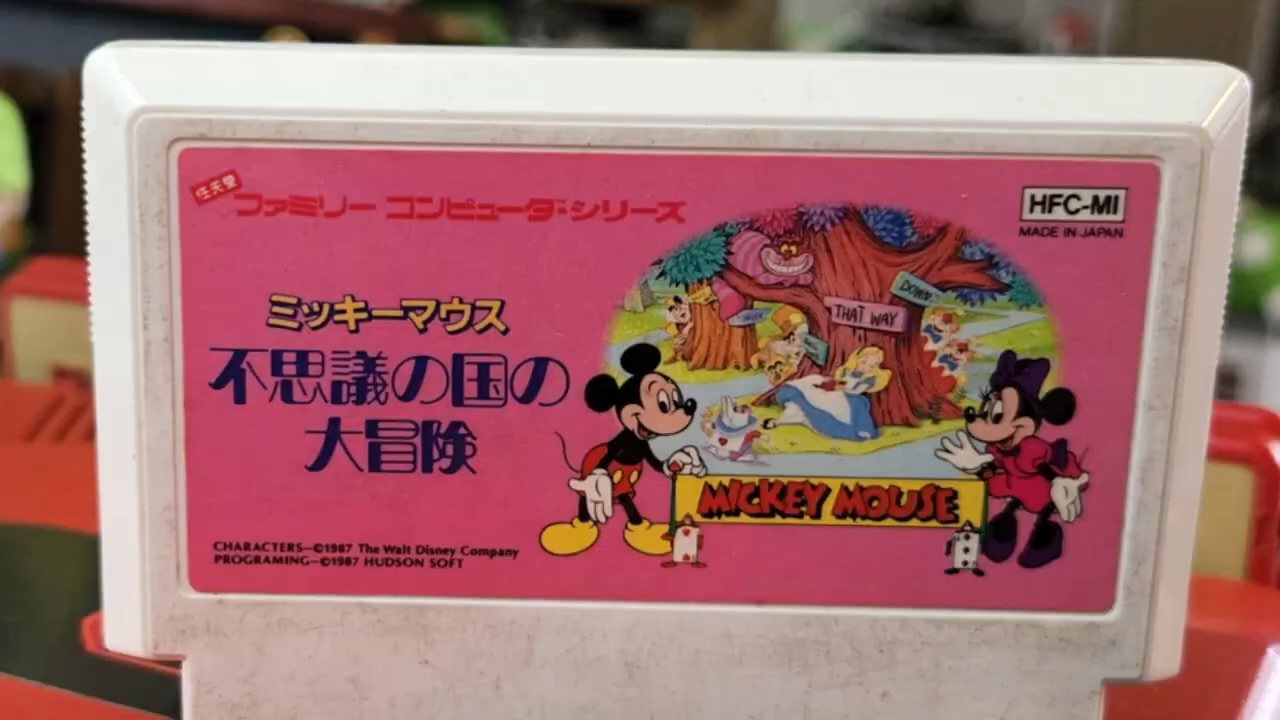 任天堂
ファミリー コンピュータ・シリーズ
HFC-MI
MADE IN JAPAN
ミッキーマウス
不思議の国の
大冒険
DOWN
THAT WAY
MICKEY MOUSE
CHARACTERS—©1987 The Walt Disney Company
PROGRAMING—©1987 HUDSON SOFT